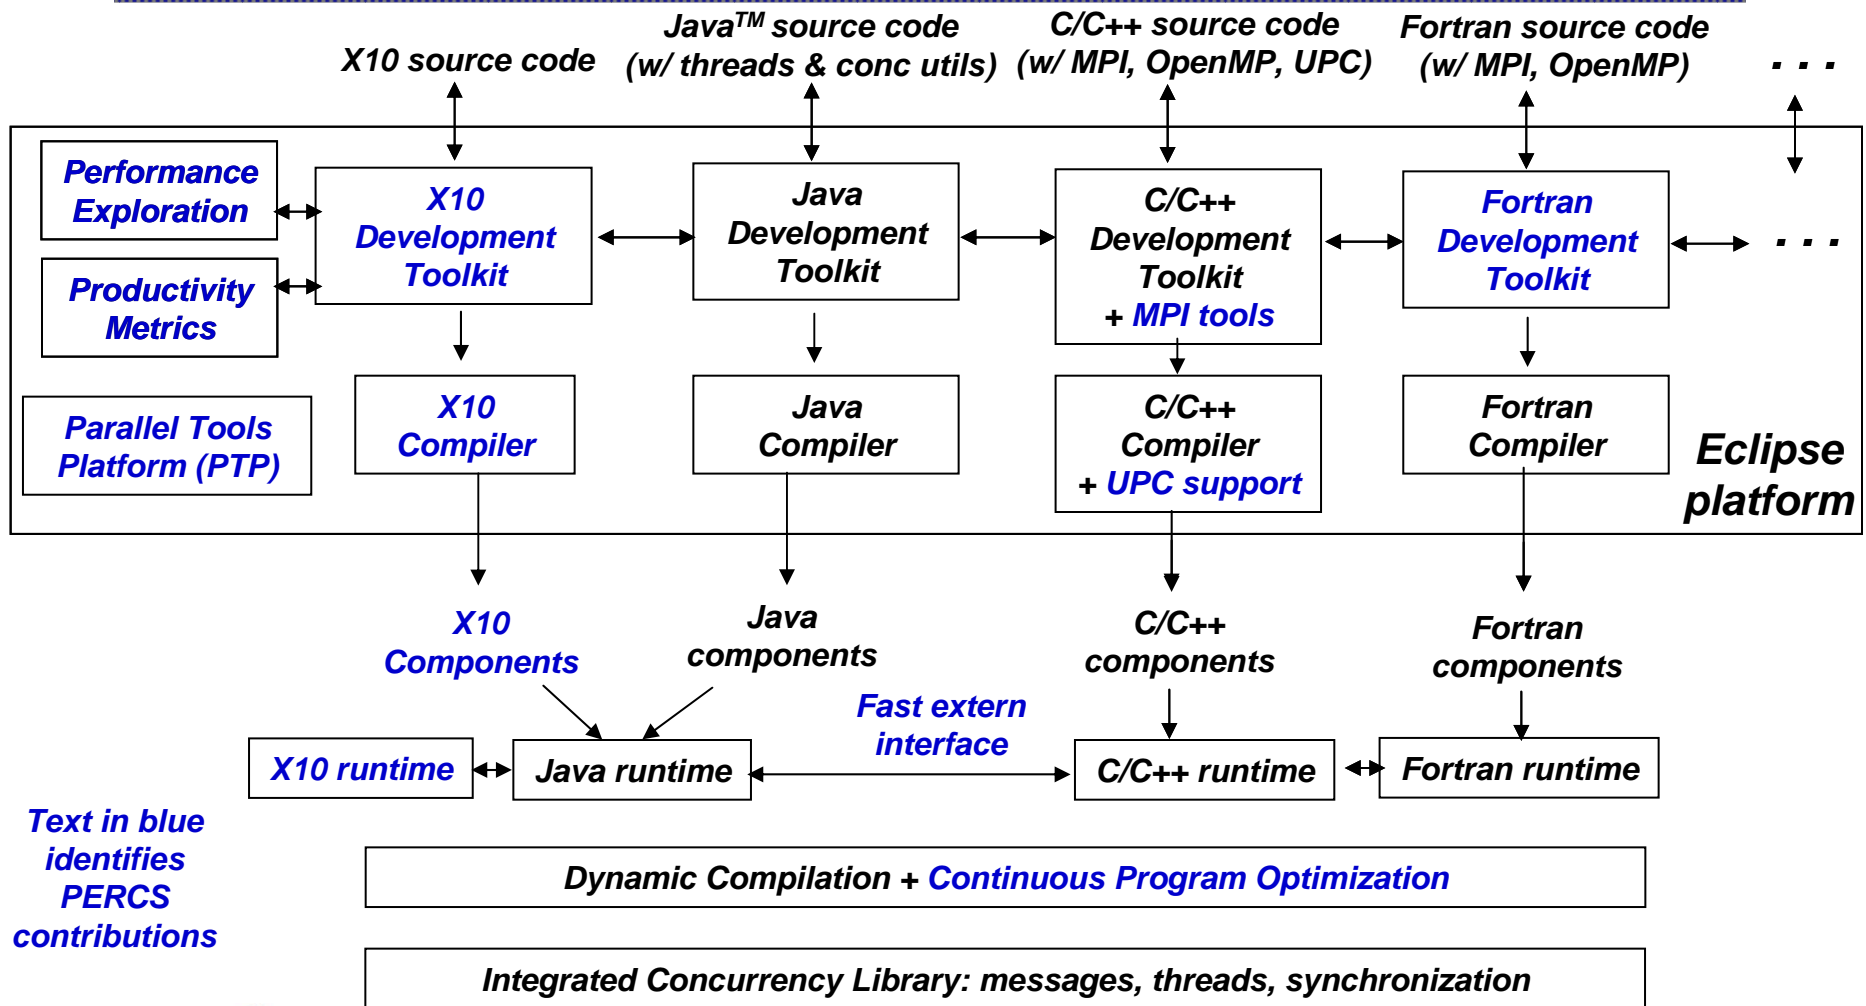 X10 source code
Java™ source code
(w/ threads & conc utils)
C/C++ source code
(w/ MPI, OpenMP, UPC)
Fortran source code
(w/ MPI, OpenMP)
. . .
Performance
Exploration
Productivity
Metrics
X10
Development
Toolkit
Java
Development
Toolkit
C/C++
Development
Toolkit
+ MPI tools
Fortran
Development
Toolkit
. . .
Parallel Tools
Platform (PTP)
X10
Compiler
Java
Compiler
C/C++
Compiler
+ UPC support
Fortran
Compiler
Eclipse
platform
X10
Components
Java
components
C/C++
components
Fortran
components
Fast extern
interface
X10 runtime
Java runtime
C/C++ runtime
Fortran runtime
Text in blue
identifies
PERCS
contributions
Dynamic Compilation + Continuous Program Optimization
Integrated Concurrency Library: messages, threads, synchronization